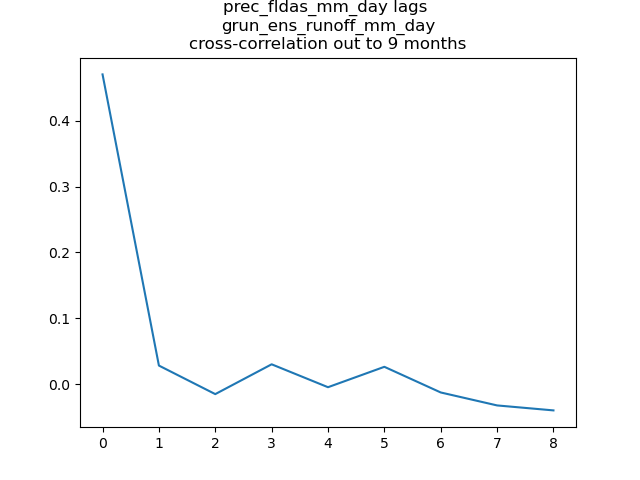 prec_fldas_mm_day lags
grun_ens_runoff_mm_day
cross-correlation out to 9 months
0.4
0.3
0.2
0.1
0.0
0 1 2 3 4 5 6 7 8